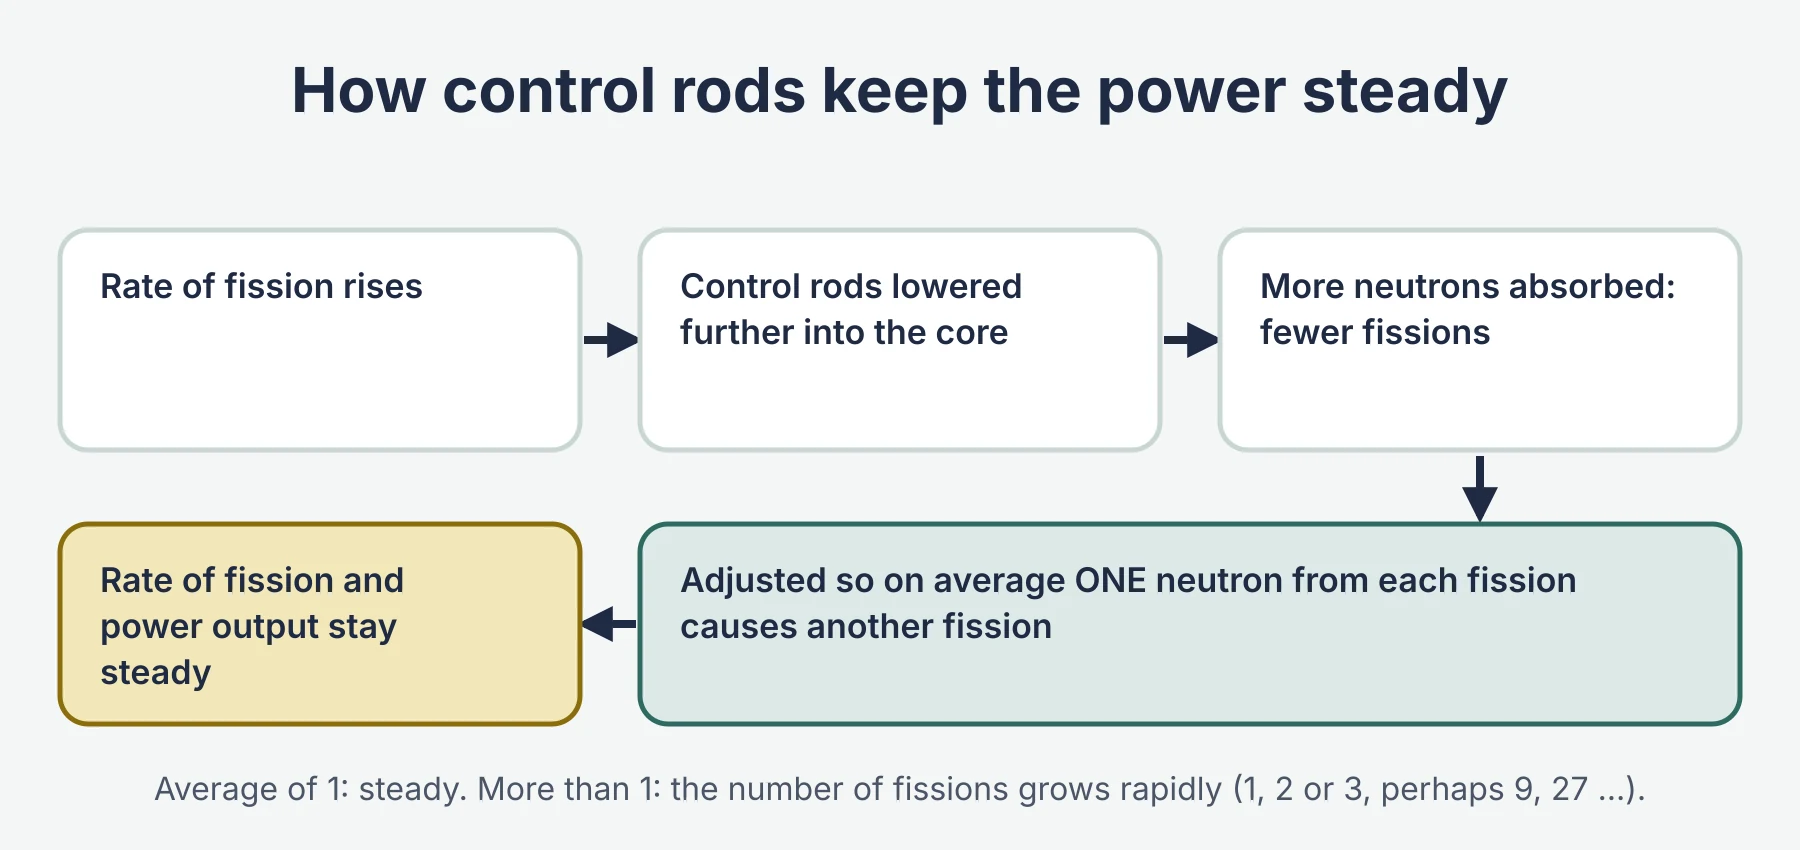 How control rods keep the power steady
Rate of fission rises
Control rods lowered
further into the core
More neutrons absorbed:
fewer fissions
Adjusted so on average ONE neutron from each fission
causes another fission
Rate of fission and
power output stay
steady
Average of 1: steady. More than 1: the number of fissions grows rapidly (1, 2 or 3, perhaps 9, 27 ...).